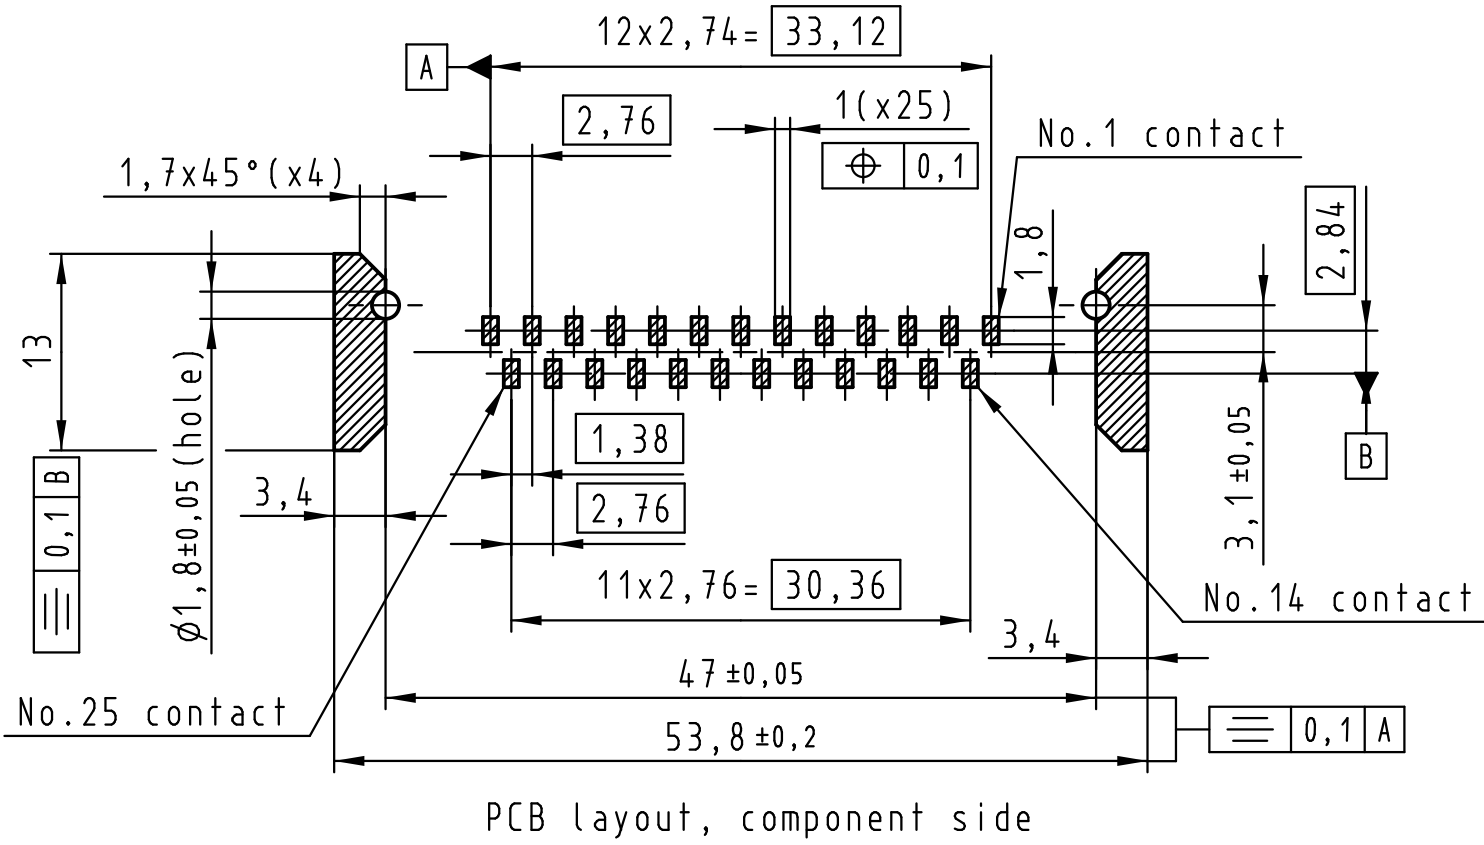 12x2,74= 33,12
A
2,76
1(x25)
No.1 contact
1,7x45°(x4)
⌖ 0,1
2,84
1,8
13
ø1,8±0,05(hole)
⌯ 0,1 B
3,4
1,38
2,76
3,1±0,05
B
11x2,76= 30,36
No.14 contact
3,4
47±0,05
No.25 contact
53,8±0,2
⌯ 0,1 A
PCB layout, component side